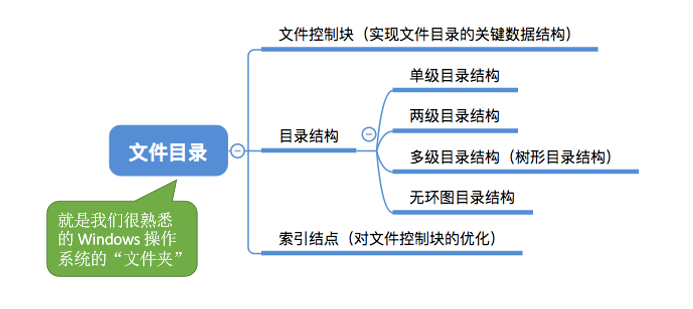 文件控制块（实现文件目录的关键数据结构）
单级目录结构
两级目录结构
文件目录
目录结构
多级目录结构（树形目录结构）
无环图目录结构
就是我们很熟悉
的 Windows 操作
系统的“文件夹”
索引结点（对文件控制块的优化）